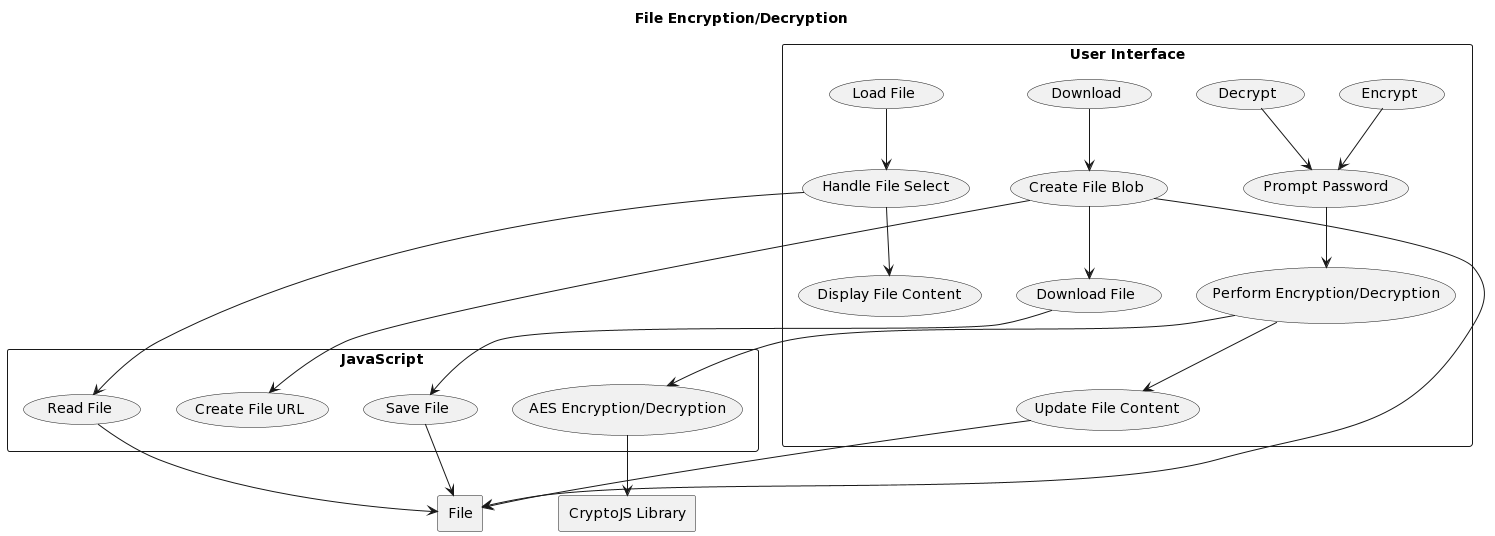 File Encryption/Decryption
User Interface
Load File
Download
Decrypt
Encrypt
Handle File Select
Create File Blob
Prompt Password
Display File Content
Download File
Perform Encryption/Decryption
JavaScript
Read File
Create File URL
Save File
AES Encryption/Decryption
Update File Content
File
CryptoJS Library